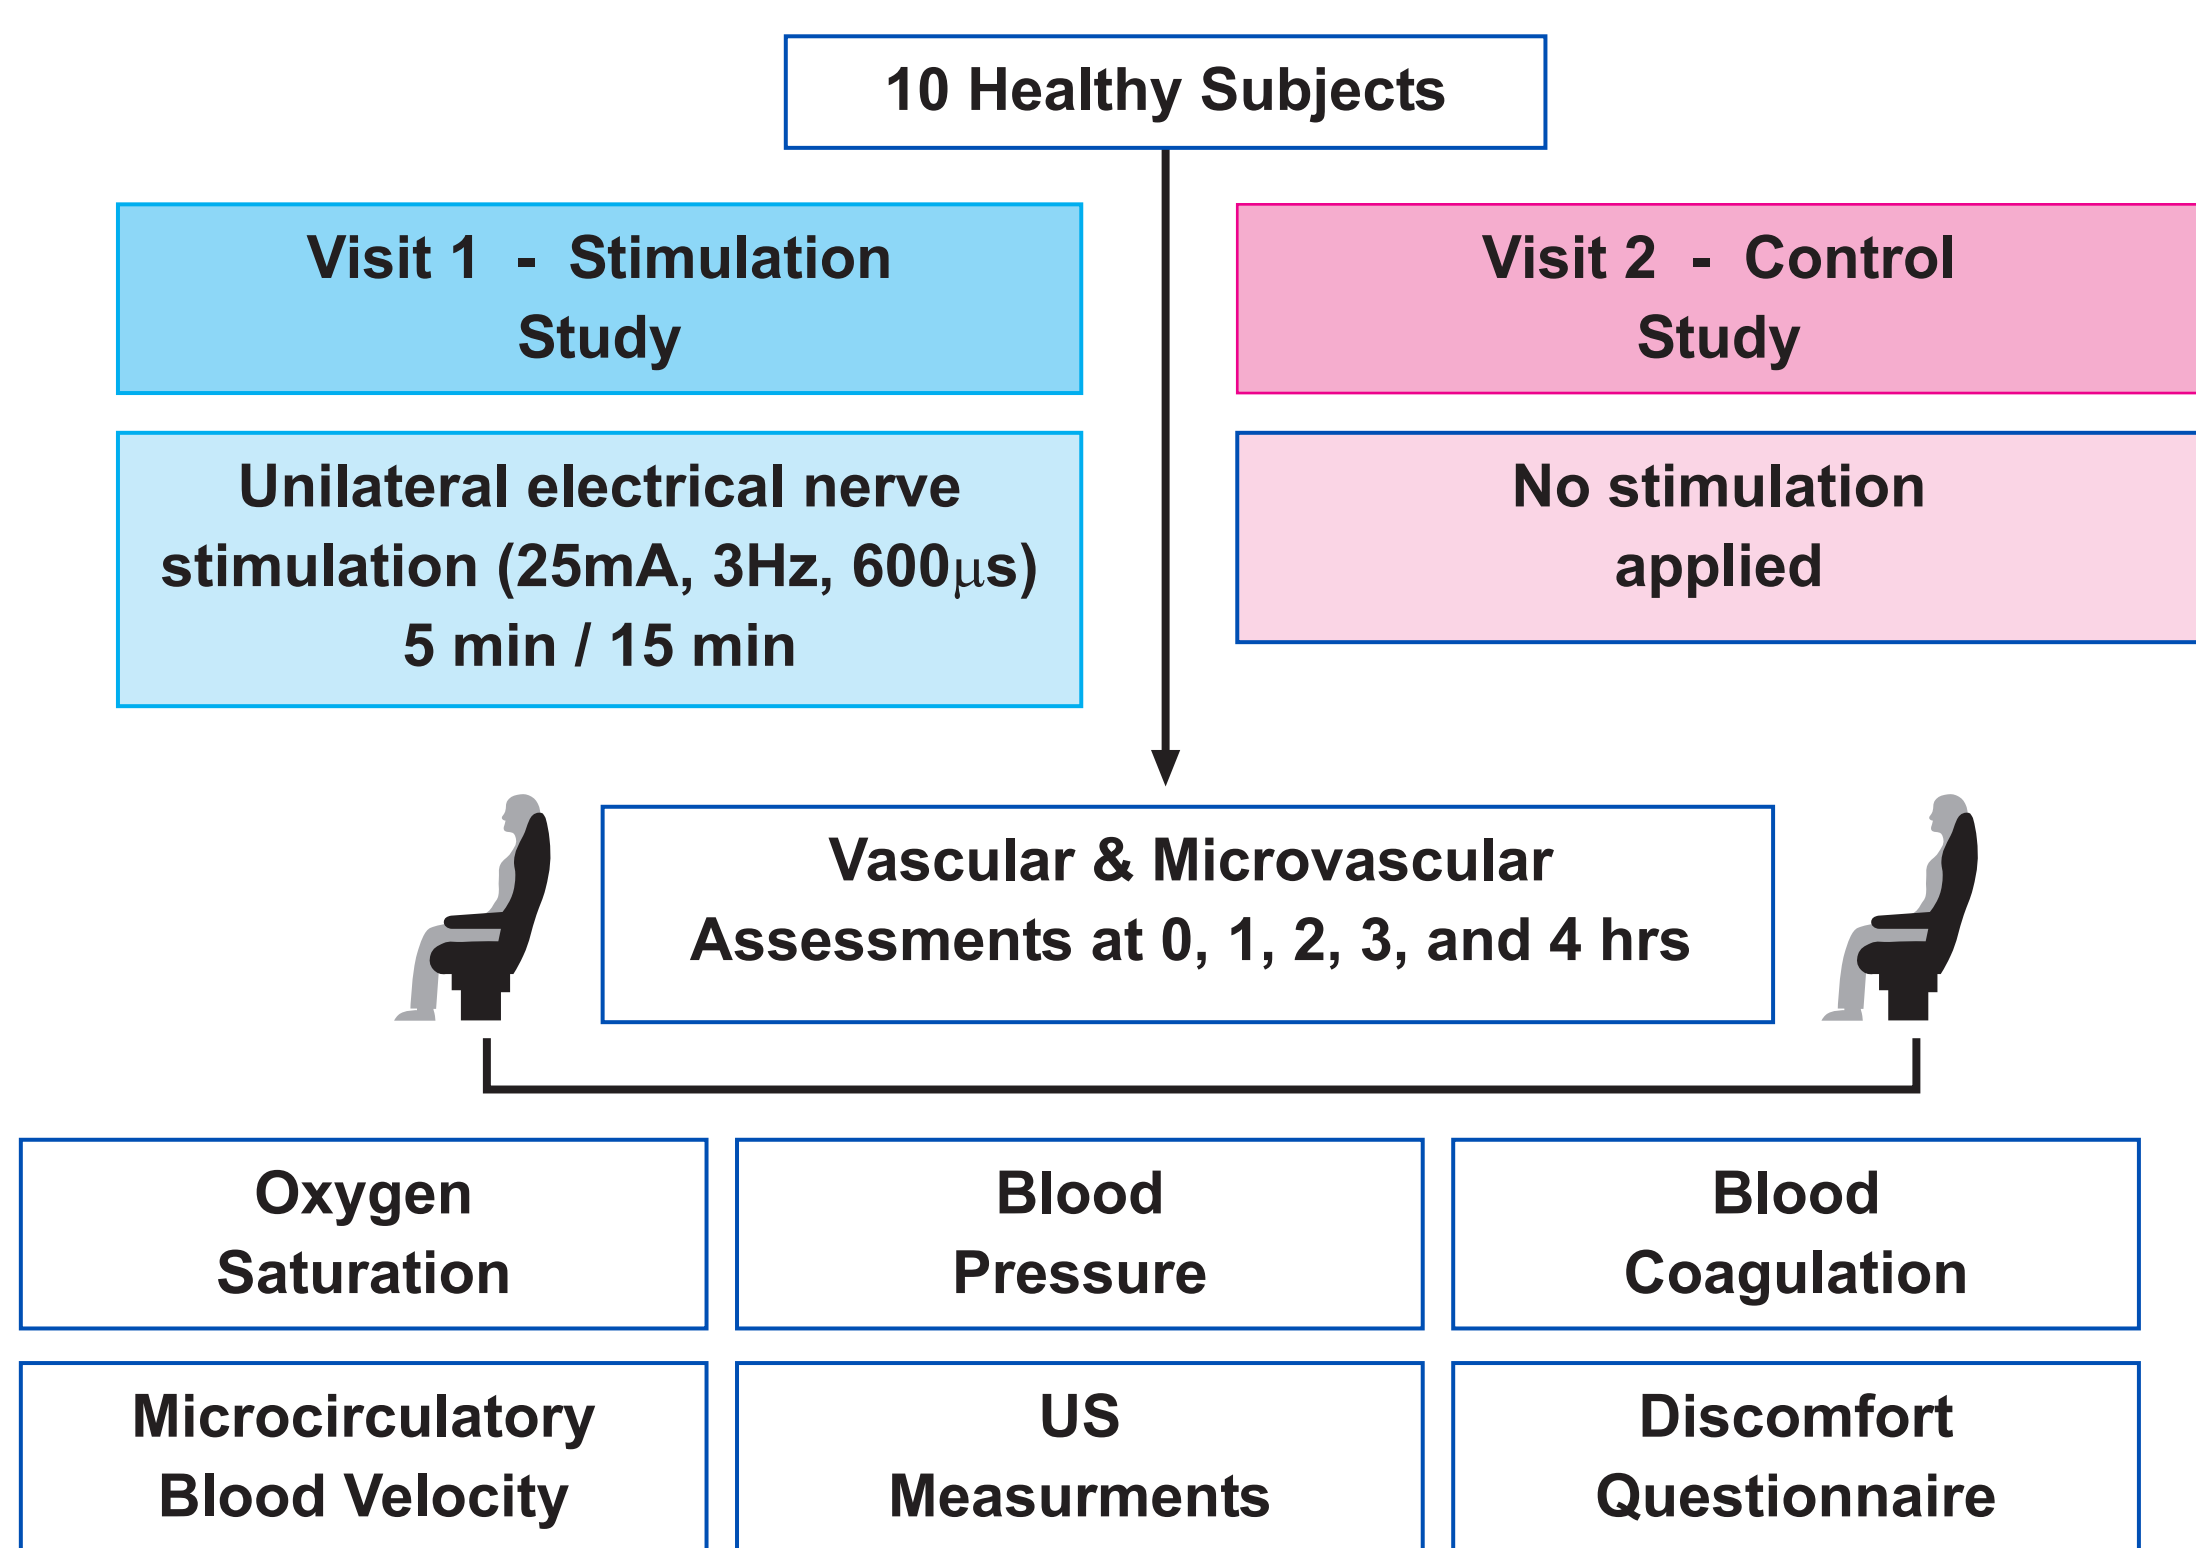 10 Healthy Subjects
Visit 1 - Stimulation
Study
Visit 2 - Control
Study
Unilateral electrical nerve
stimulation (25mA, 3Hz, 600μs)
5 min / 15 min
No stimulation
applied
Vascular & Microvascular
Assessments at 0, 1, 2, 3, and 4 hrs
Oxygen
Saturation
Blood
Pressure
Blood
Coagulation
Microcirculatory
Blood Velocity
US
Measurments
Discomfort
Questionnaire